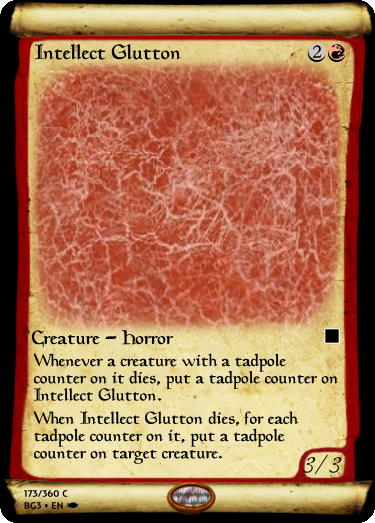 Intellect Glutton 2
Creature – Horror
Whenever a creature with a tadpole
counter on it dies, put a tadpole counter on
Intellect Glutton.
When Intellect Glutton dies, for each
tadpole counter on it, put a tadpole
counter on target creature.
3/3
173/360 C
BG3 • EN